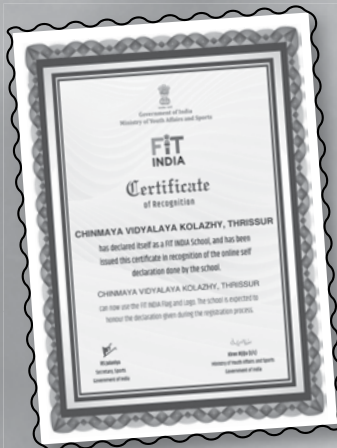 Government of India
Ministry of Youth Affairs and Sports
FIT
INDIA
Certificate
of Recognition
CHINMAYA VIDYALAYA KOLAZHY, THRISSUR
has declared itself as a FIT INDIA School, and has been
issued this certificate in recognition of the online self
declaration done by the school.
CHINMAYA VIDYALAYA KOLAZHY, THRISSUR
can now use the FIT INDIA Flag and Logo. The school is expected to
honour the declaration given during the registration process.
Secretary, Sports
Government of India
Kiren Rijiju (I/C)
Ministry of Youth Affairs and Sports
Government of India